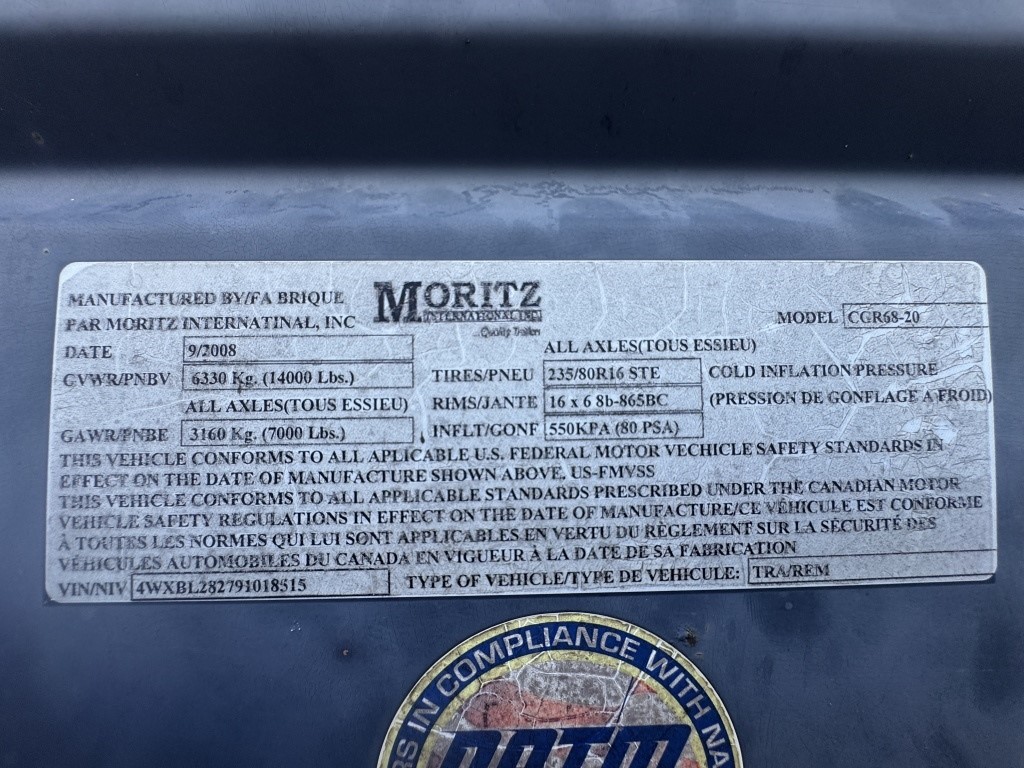 MANUFACTURED BY/FA BRIQUE
PAR MORITZ INTERNATINAL, INC
MORITZ
INTERNATIONAL INC.
Quality Trailers
MODEL CGR68-20
DATE 9/2008
ALL AXLES(TOUS ESSIEU)
GVWR/PNBV 6330 Kg. (14000 Lbs.) TIRES/PNEU 235/80R16 STE COLD INFLATION PRESSURE
ALL AXLES(TOUS ESSIEU) RIMS/JANTE 16 x 6 8b-865BC (PRESSION DE GONFLAGE A FROID)
GAWR/PNBE 3160 Kg. (7000 Lbs.) INFLT/GONF 550KPA (80 PSA)
THIS VEHICLE CONFORMS TO ALL APLICABLE U.S. FEDERAL MOTOR VECHICLE SAFETY STANDARDS IN
EFFECT ON THE DATE OF MANUFACTURE SHOWN ABOVE. US-FMVSS
THIS VEHICLE CONFORMS TO ALL APPLICABLE STANDARDS PRESCRIBED UNDER THE CANADIAN MOTOR
VEHICLE SAFETY REGULATIONS IN EFFECT ON THE DATE OF MANUFACTURE/CE VÉHICULE EST CONFORME
À TOUTES LES NORMES QUI LUI SONT APPLICABLES EN VERTU DU RÈGLEMENT SUR LA SÉCURITÉ DES
VÉHICULES AUTOMOBILES DU CANADA EN VIGUEUR À LA DATE DE SA FABRICATION
VIN/NIV 4WXBL282791018515 TYPE OF VEHICLE/TYPE DE VEHICULE: TRA/REM
RS IN COMPLIANCE WITH NA
NATM